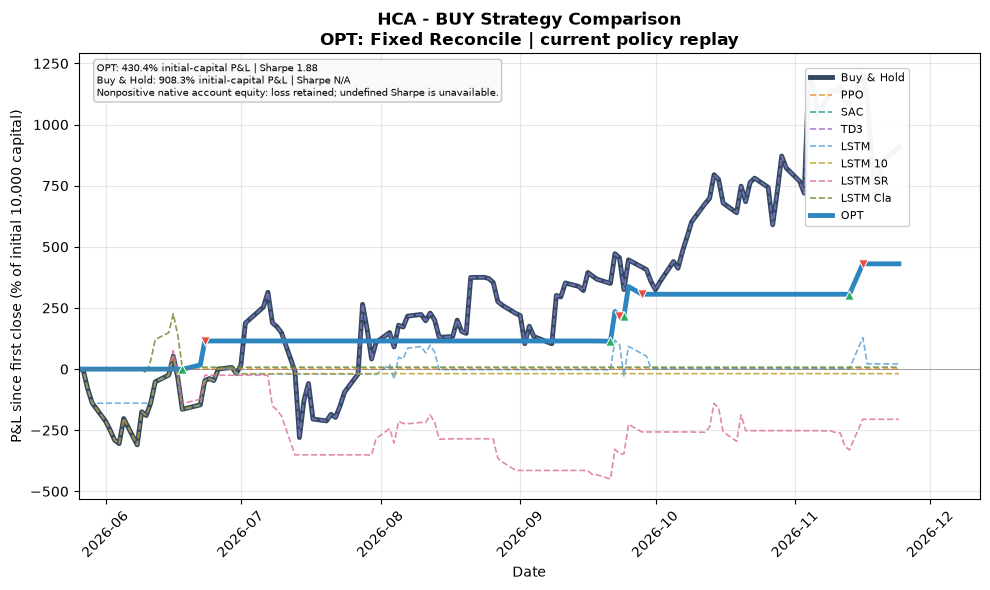 HCA - BUY Strategy Comparison
OPT: Fixed Reconcile | current policy replay
OPT: 430.4% initial-capital P&L | Sharpe 1.88
Buy & Hold: 908.3% initial-capital P&L | Sharpe N/A
Nonpositive native account equity: loss retained; undefined Sharpe is unavailable.
Buy & Hold
PPO
SAC
TD3
LSTM
LSTM 10
LSTM SR
LSTM Cla
OPT
P&L since first close (% of initial 10,000 capital)
1250
1000
750
500
250
0
−250
−500
2026-06
2026-07
2026-08
2026-09
2026-10
2026-11
2026-12
Date